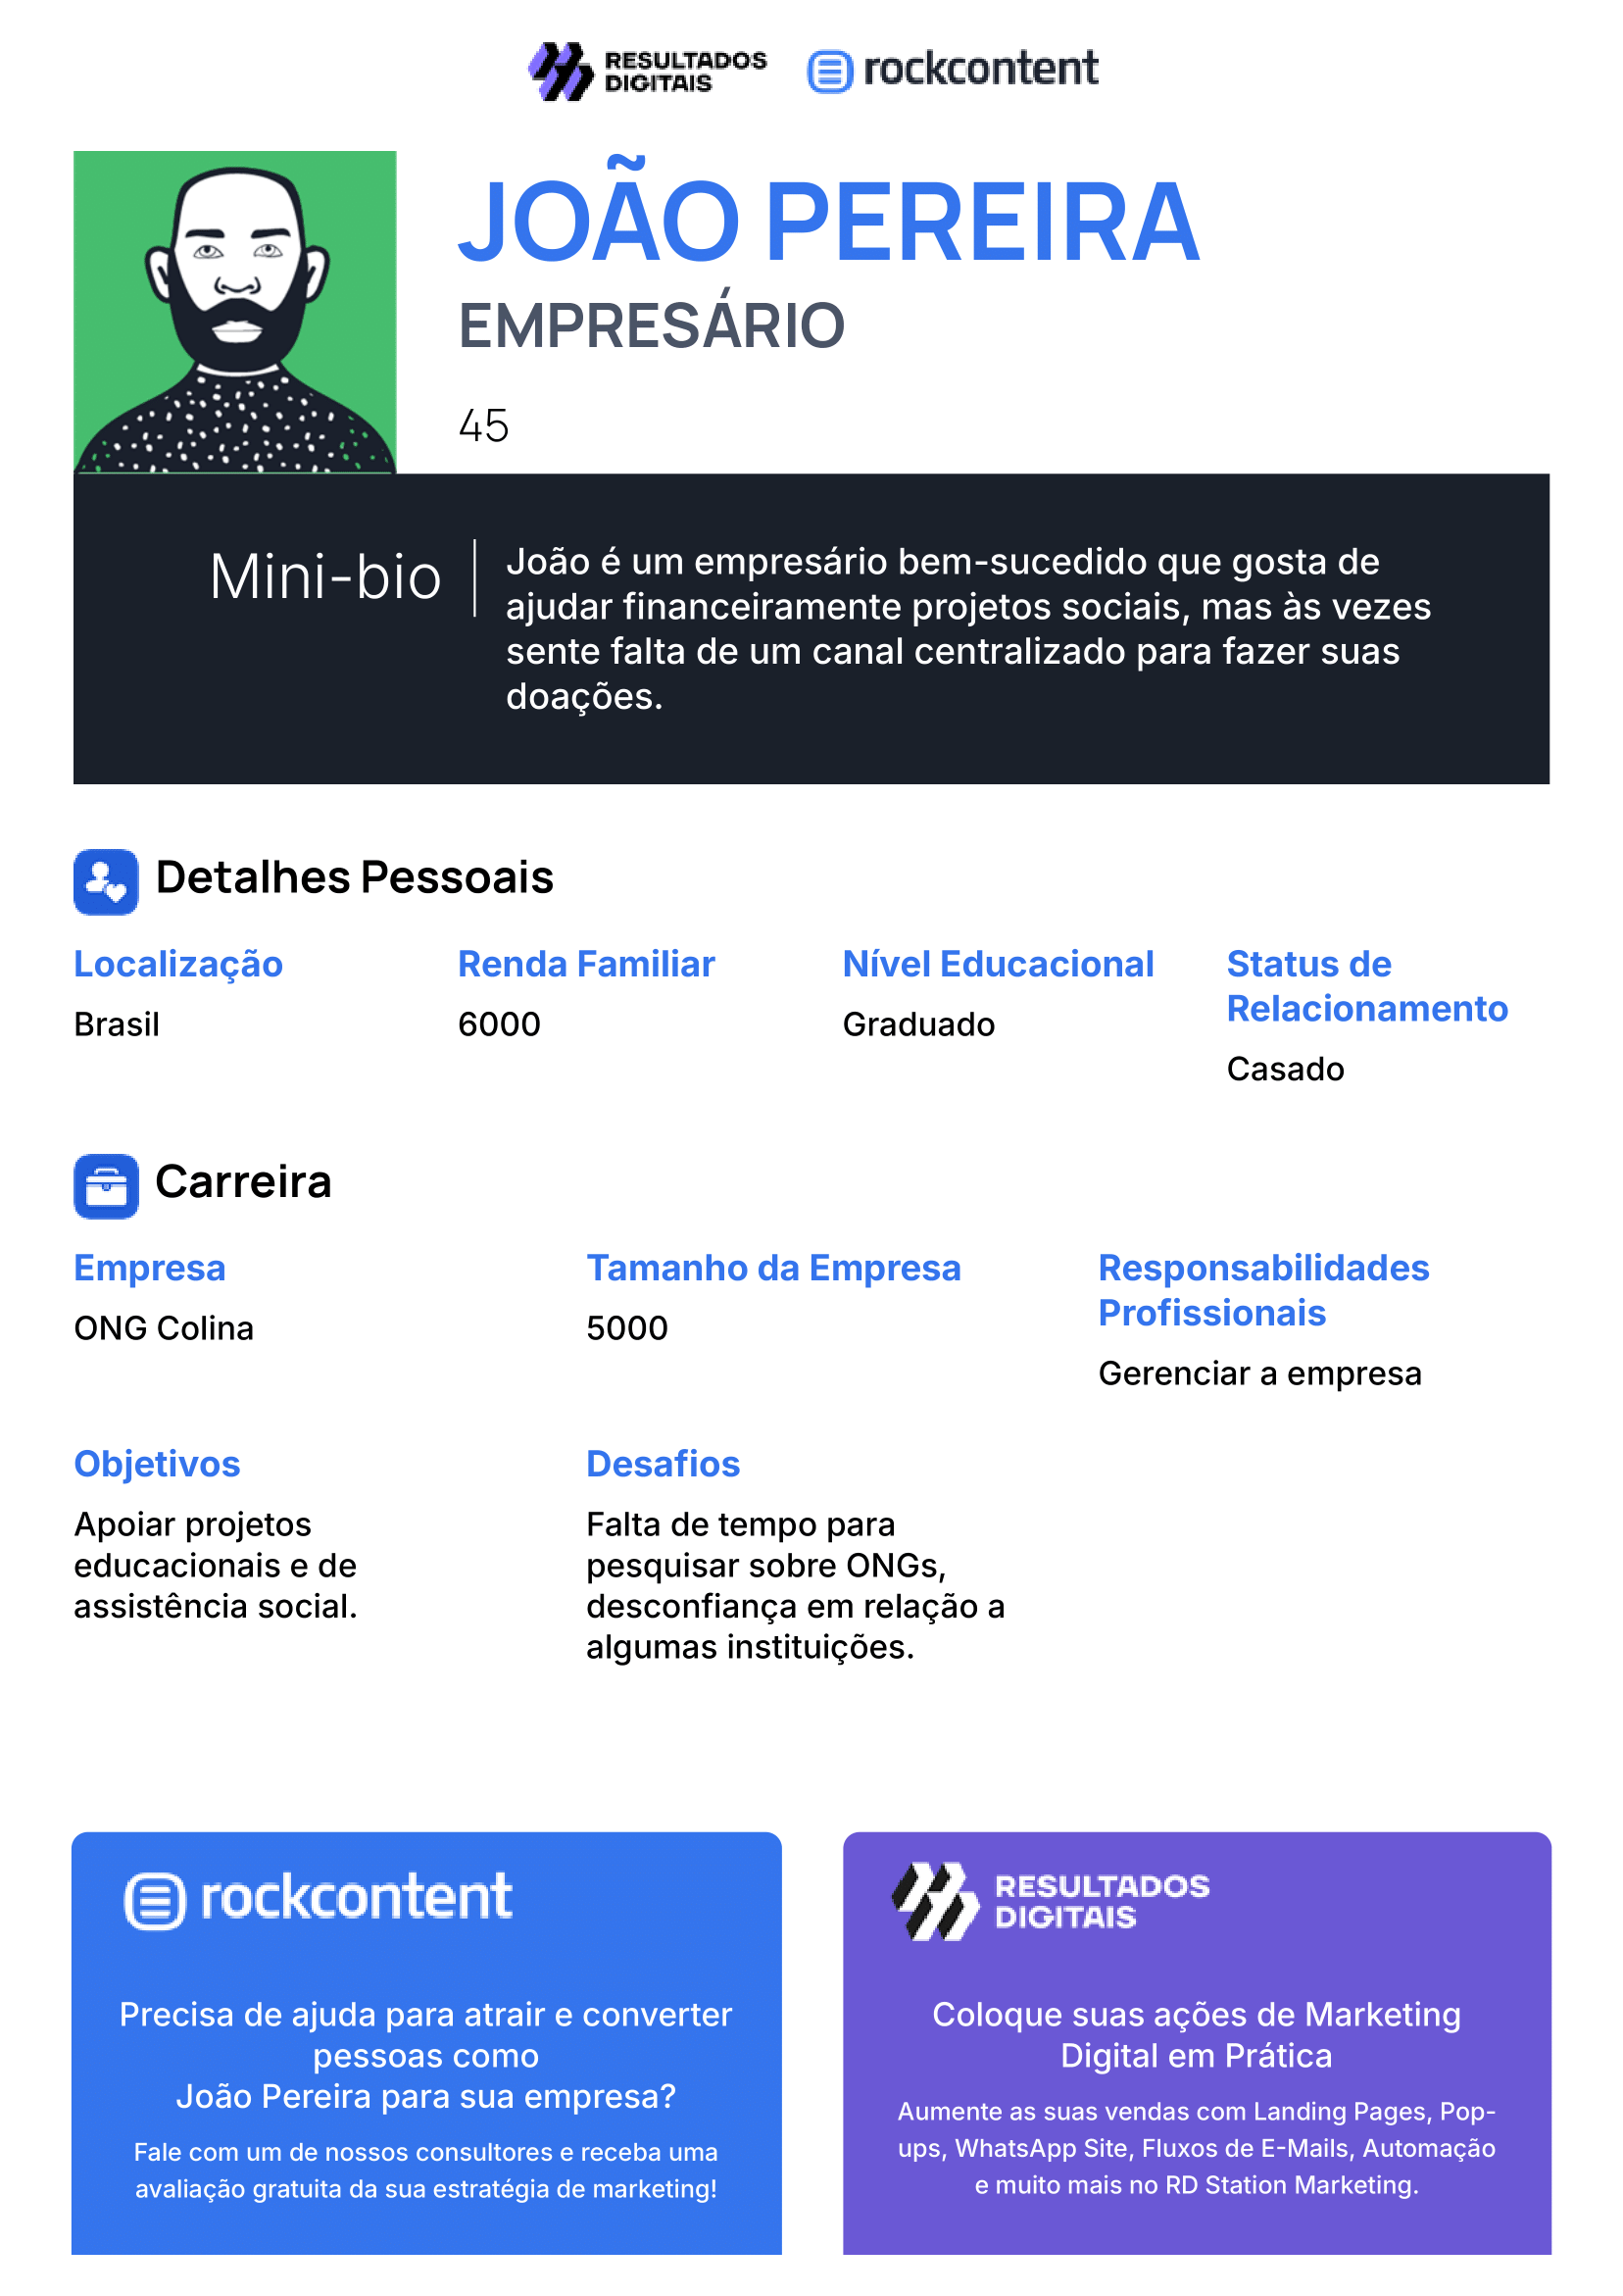 RESULTADOS
DIGITAIS
rockcontent
JOÃO PEREIRA
EMPRESÁRIO
45
Mini-bio
João é um empresário bem-sucedido que gosta de
ajudar financeiramente projetos sociais, mas às vezes
sente falta de um canal centralizado para fazer suas
doações.
Detalhes Pessoais
Localização
Brasil
Renda Familiar
6000
Nível Educacional
Graduado
Status de
Relacionamento
Casado
Carreira
Empresa
ONG Colina
Tamanho da Empresa
5000
Responsabilidades
Profissionais
Gerenciar a empresa
Objetivos
Apoiar projetos
educacionais e de
assistência social.
Desafios
Falta de tempo para
pesquisar sobre ONGs,
desconfiança em relação a
algumas instituições.
rockcontent
Precisa de ajuda para atrair e converter
pessoas como
João Pereira para sua empresa?
Fale com um de nossos consultores e receba uma
avaliação gratuita da sua estratégia de marketing!
RESULTADOS
DIGITAIS
Coloque suas ações de Marketing
Digital em Prática
Aumente as suas vendas com Landing Pages, Pop-
ups, WhatsApp Site, Fluxos de E-Mails, Automação
e muito mais no RD Station Marketing.